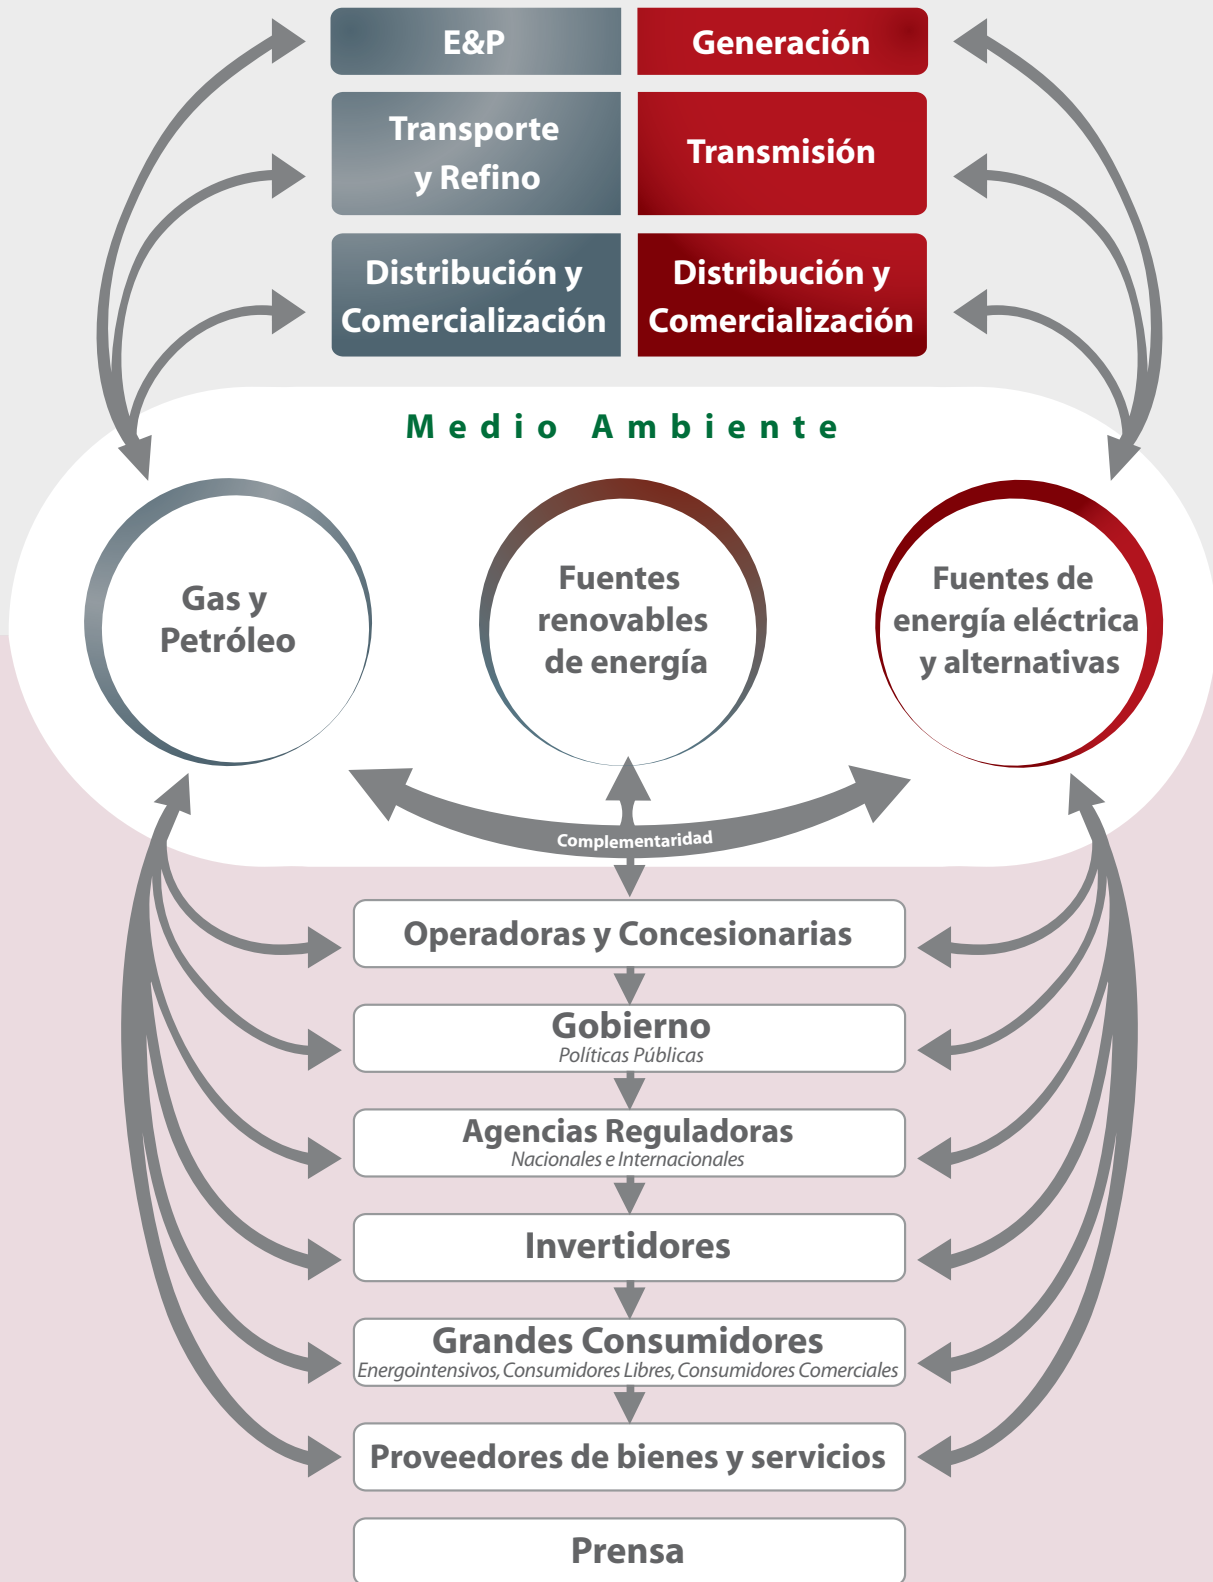 E&P
Generación
Transporte
y Refino
Transmisión
Distribución y
Comercialización
Distribución y
Comercialización
Medio Ambiente
Gas y
Petróleo
Fuentes
renovables
de energía
Fuentes de
energía eléctrica
y alternativas
Complementaridad
Operadoras y Concesionarias
Gobierno
Políticas Públicas
Agencias Reguladoras
Nacionales e Internacionales
Invertidores
Grandes Consumidores
Energointensivos, Consumidores Libres, Consumidores Comerciales
Proveedores de bienes y servicios
Prensa